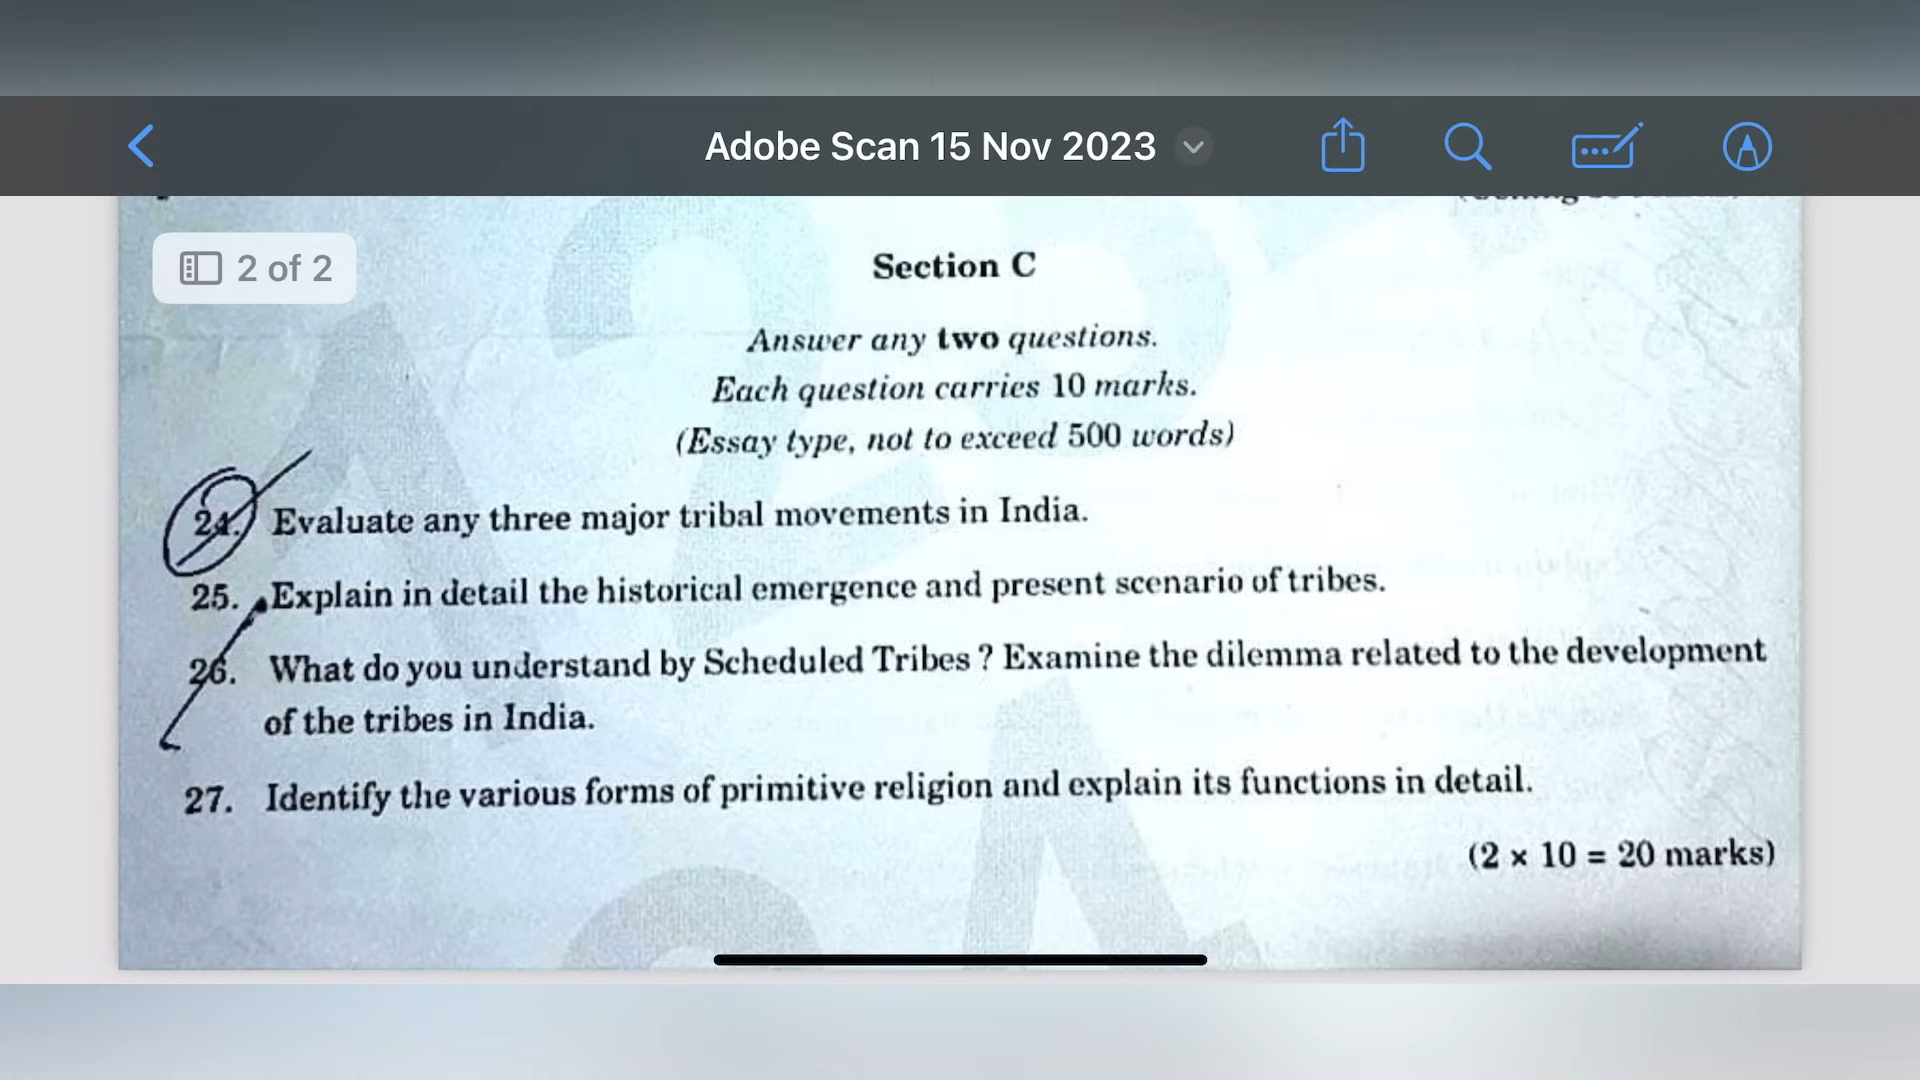 Adobe Scan 15 Nov 2023
2 of 2
Section C
Answer any two questions.
Each question carries 10 marks.
(Essay type, not to exceed 500 words)
24. Evaluate any three major tribal movements in India.
25. Explain in detail the historical emergence and present scenario of tribes.
26. What do you understand by Scheduled Tribes ? Examine the dilemma related to the development
of the tribes in India.
27. Identify the various forms of primitive religion and explain its functions in detail.
(2 × 10 = 20 marks)